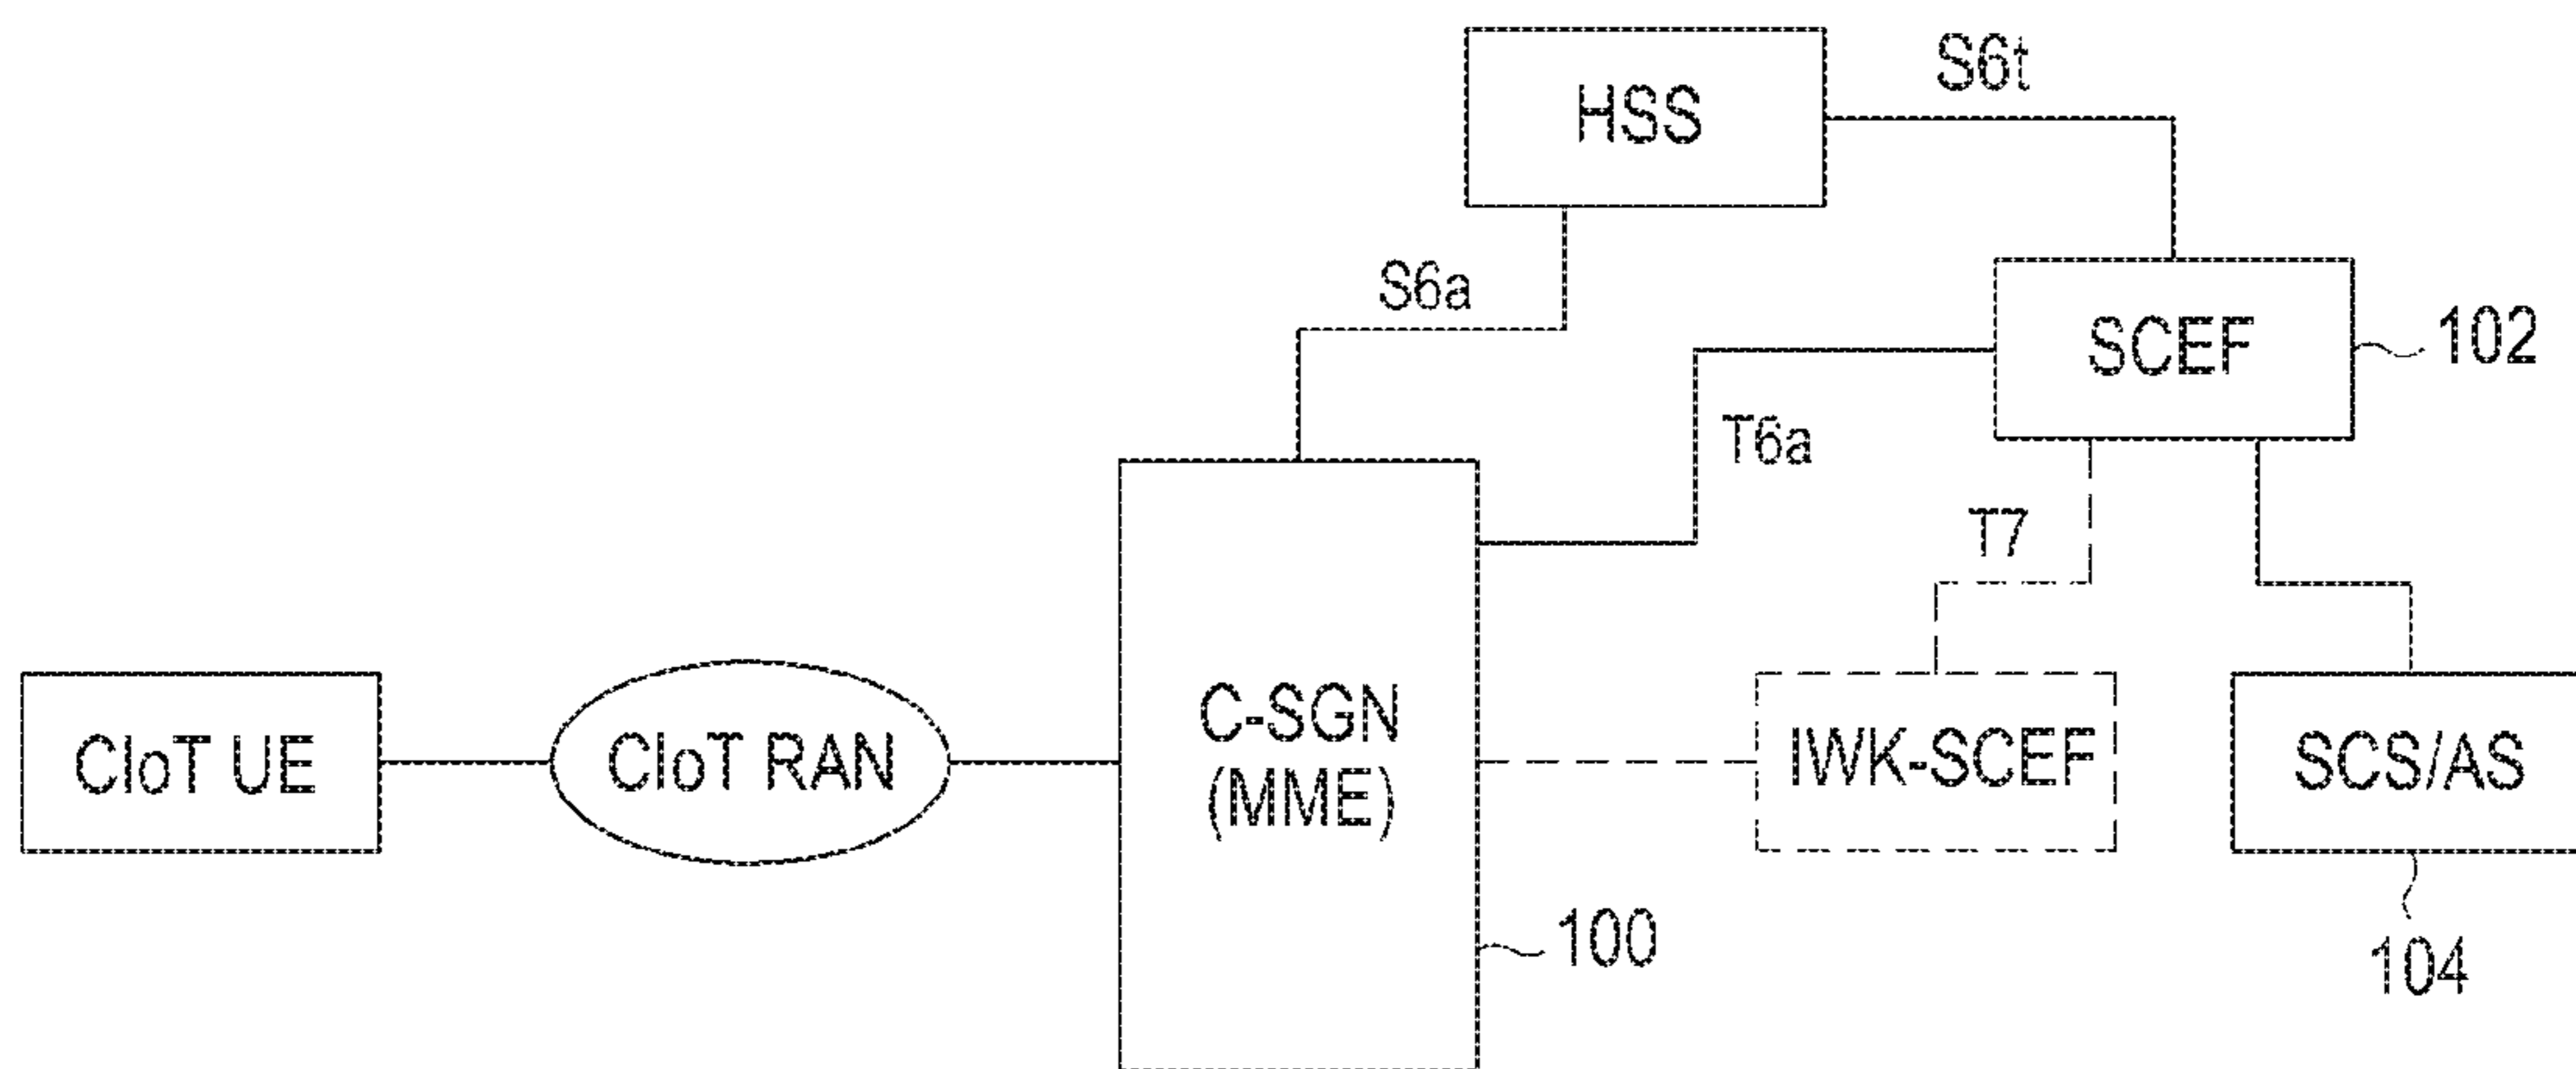 HSS
S6t
S6a
SCEF
102
T6a
T7
C-SGN
(MME)
CIoT UE
CIoT RAN
IWK-SCEF
SCS/AS
100
104